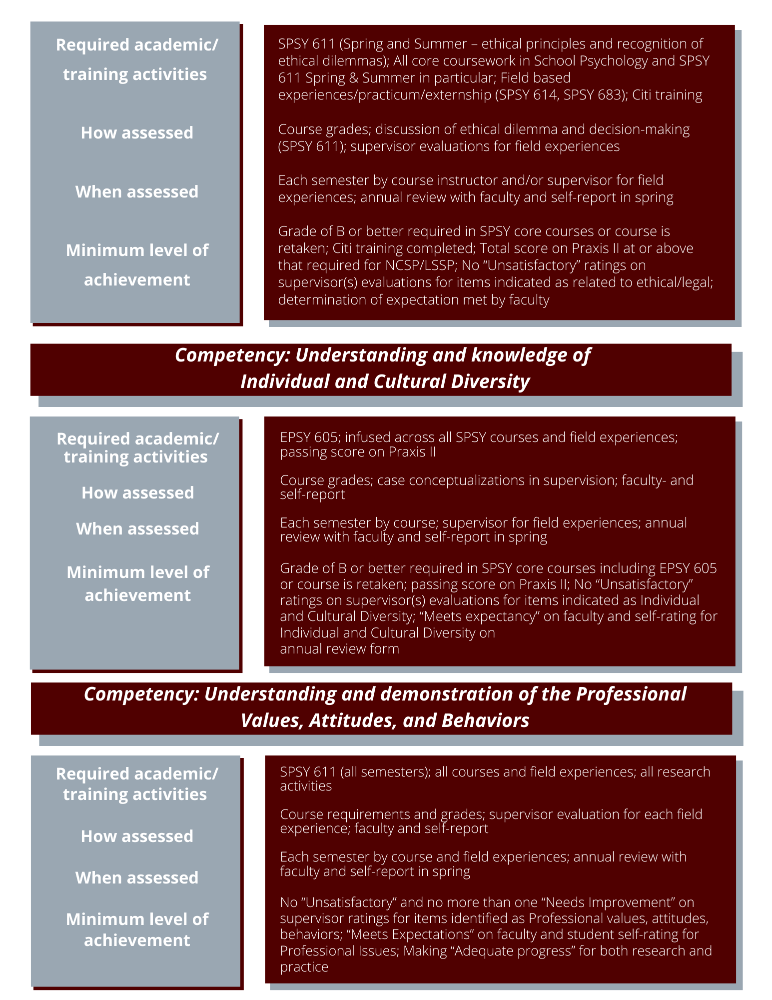 Required academic/
training activities
SPSY 611 (Spring and Summer – ethical principles and recognition of
ethical dilemmas); All core coursework in School Psychology and SPSY
611 Spring & Summer in particular; Field based
experiences/practicum/externship (SPSY 614, SPSY 683); Citi training
How assessed
Course grades; discussion of ethical dilemma and decision-making
(SPSY 611); supervisor evaluations for field experiences
When assessed
Each semester by course instructor and/or supervisor for field
experiences; annual review with faculty and self-report in spring
Minimum level of
achievement
Grade of B or better required in SPSY core courses or course is
retaken; Citi training completed; Total score on Praxis II at or above
that required for NCSP/LSSP; No “Unsatisfactory” ratings on
supervisor(s) evaluations for items indicated as related to ethical/legal;
determination of expectation met by faculty
Competency: Understanding and knowledge of
Individual and Cultural Diversity
Required academic/
training activities
EPSY 605; infused across all SPSY courses and field experiences;
passing score on Praxis II
How assessed
Course grades; case conceptualizations in supervision; faculty- and
self-report
When assessed
Each semester by course; supervisor for field experiences; annual
review with faculty and self-report in spring
Minimum level of
achievement
Grade of B or better required in SPSY core courses including EPSY 605
or course is retaken; passing score on Praxis II; No “Unsatisfactory”
ratings on supervisor(s) evaluations for items indicated as Individual
and Cultural Diversity; “Meets expectancy” on faculty and self-rating for
Individual and Cultural Diversity on
annual review form
Competency: Understanding and demonstration of the Professional
Values, Attitudes, and Behaviors
Required academic/
training activities
SPSY 611 (all semesters); all courses and field experiences; all research
activities
How assessed
Course requirements and grades; supervisor evaluation for each field
experience; faculty and self-report
When assessed
Each semester by course and field experiences; annual review with
faculty and self-report in spring
Minimum level of
achievement
No “Unsatisfactory” and no more than one “Needs Improvement” on
supervisor ratings for items identified as Professional values, attitudes,
behaviors; “Meets Expectations” on faculty and student self-rating for
Professional Issues; Making “Adequate progress” for both research and
practice